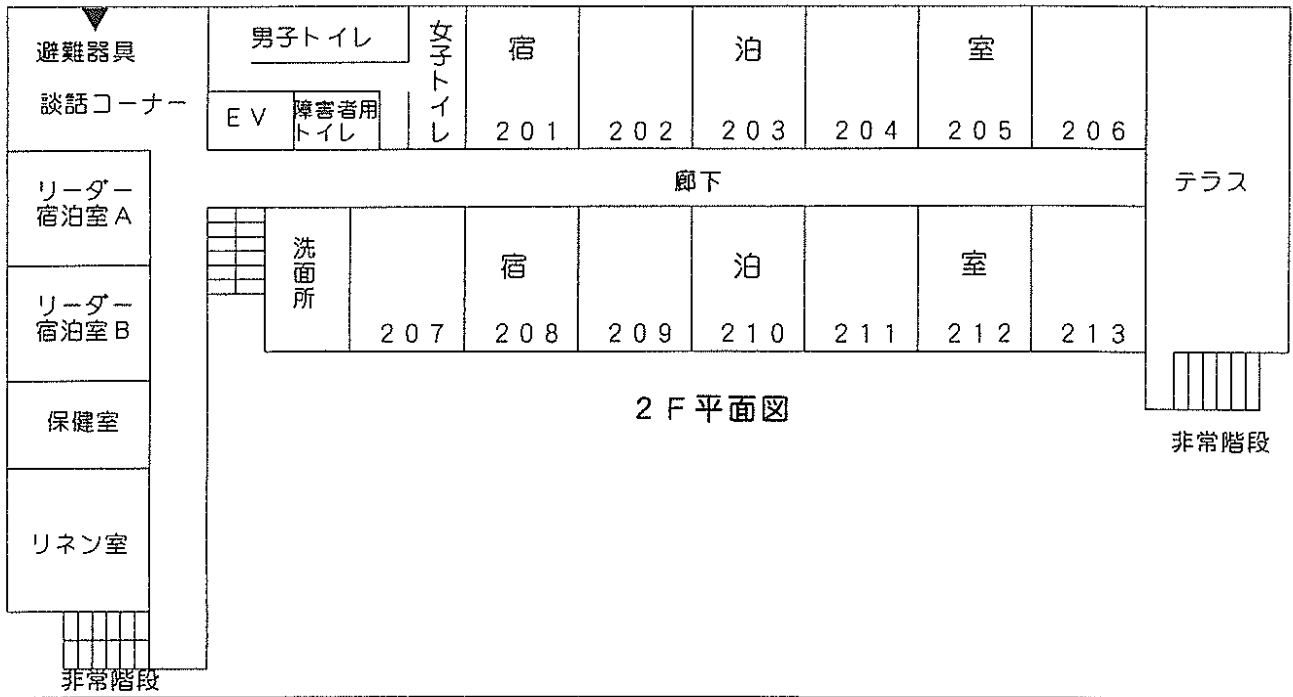 避難器具
談話コーナー
男子トイレ
女子トイレ
EV
障害者用
トイレ
宿泊室
201 202 203 204 205 206
廊下
テラス
リーダー
宿泊室A
リーダー
宿泊室B
保健室
リネン室
洗面所
宿泊室
207 208 209 210 211 212 213
2F平面図
非常階段
非常階段